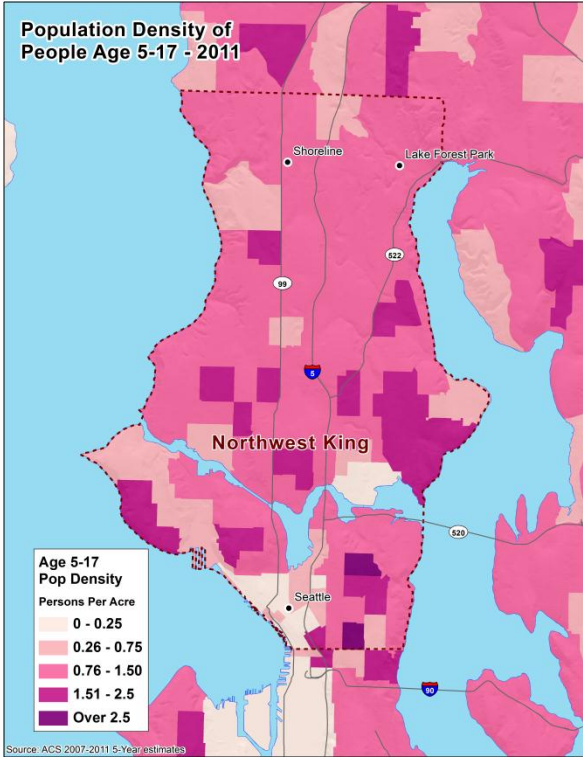 Population Density of
People Age 5-17 - 2011
Shoreline
Lake Forest Park
522
99
5
Northwest King
520
Age 5-17
Pop Density
Persons Per Acre
0 - 0.25
0.26 - 0.75
0.76 - 1.50
1.51 - 2.5
Over 2.5
Seattle
90
Source: ACS 2007-2011 5-Year estimates